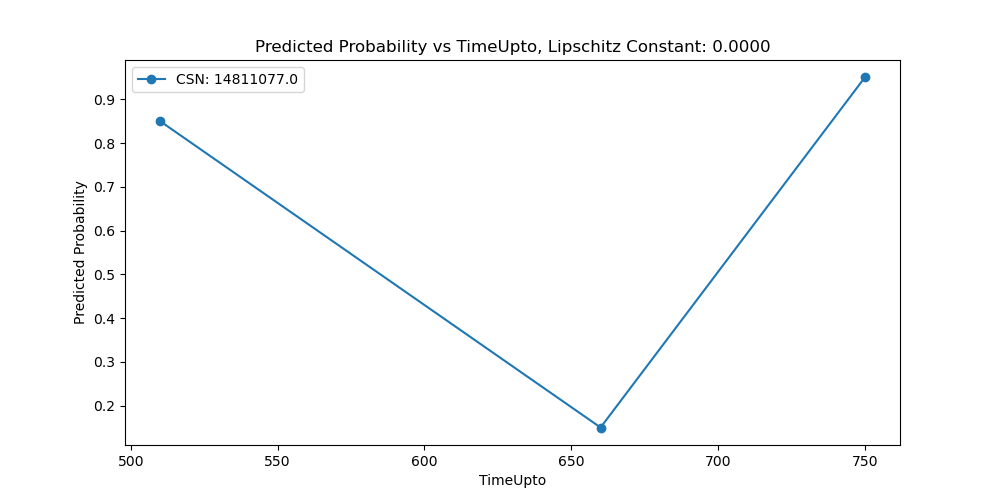 Predicted Probability vs TimeUpto, Lipschitz Constant: 0.0000
CSN: 14811077.0
Predicted Probability
0.9
0.8
0.7
0.6
0.5
0.4
0.3
0.2
500 550 600 650 700 750
TimeUpto